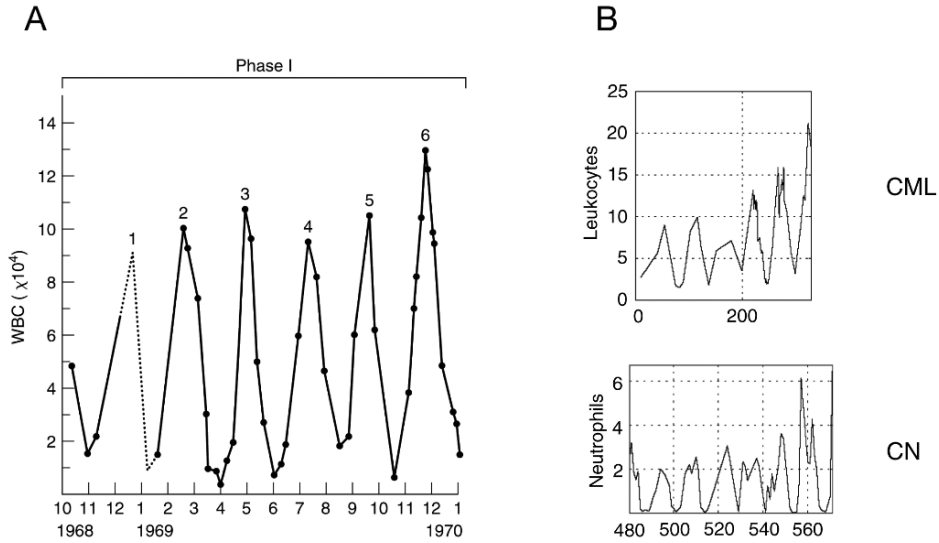 A
Phase I
WBC ( χ10⁴)
14
12
10
8
6
4
2
1
2
3
4
5
6
10 11 12 1 2 3 4 5 6 7 8 9 10 11 12 1
1968 1969 1970
B
Leukocytes
25
20
15
10
5
0
0 200
CML
Neutrophils
6
4
2
480 500 520 540 560
CN